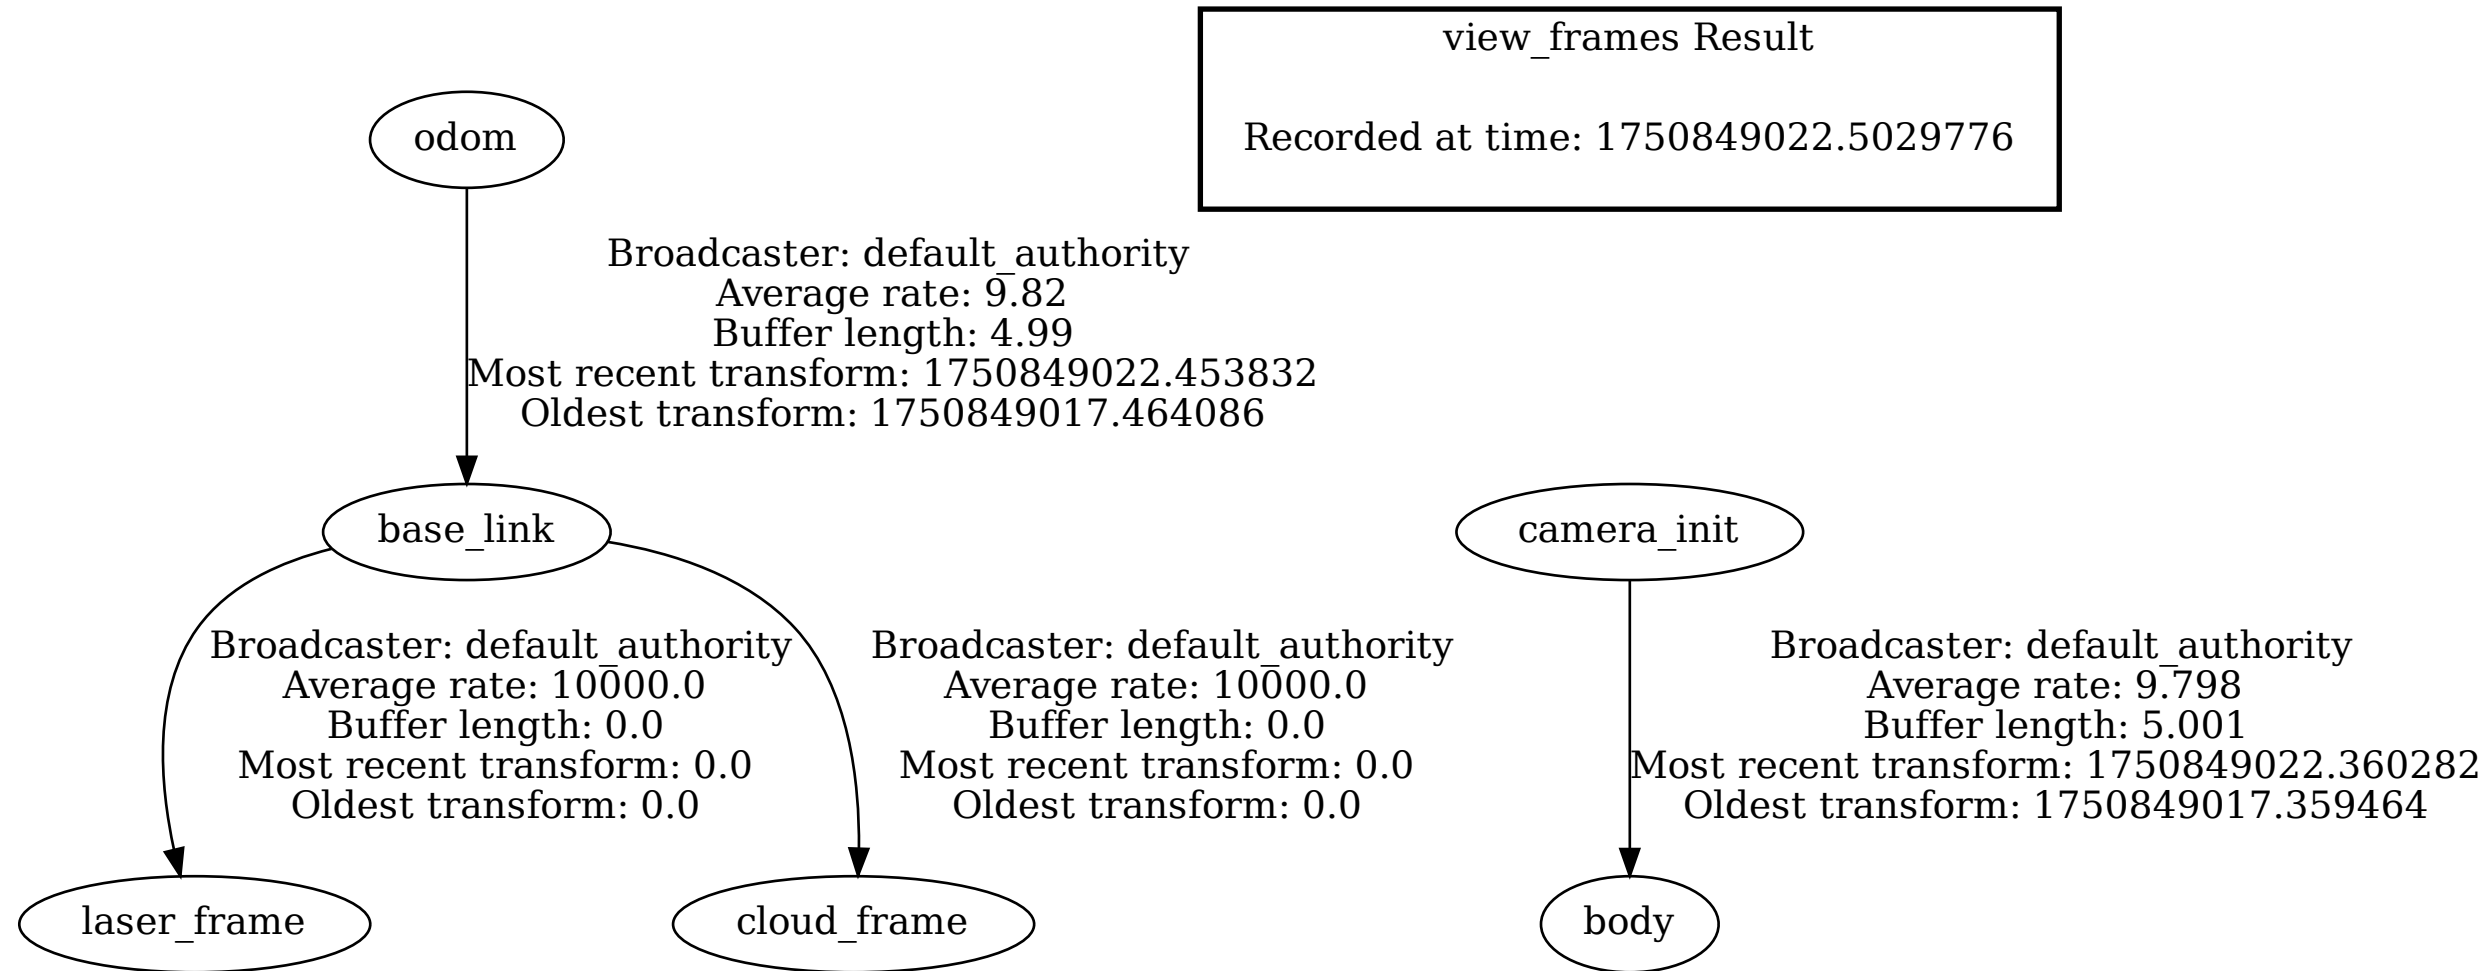 view_frames Result
Recorded at time: 1750849022.5029776
odom
Broadcaster: default_authority
Average rate: 9.82
Buffer length: 4.99
Most recent transform: 1750849022.453832
Oldest transform: 1750849017.464086
base_link
camera_init
Broadcaster: default_authority
Average rate: 10000.0
Buffer length: 0.0
Most recent transform: 0.0
Oldest transform: 0.0
Broadcaster: default_authority
Average rate: 10000.0
Buffer length: 0.0
Most recent transform: 0.0
Oldest transform: 0.0
Broadcaster: default_authority
Average rate: 9.798
Buffer length: 5.001
Most recent transform: 1750849022.360282
Oldest transform: 1750849017.359464
laser_frame
cloud_frame
body